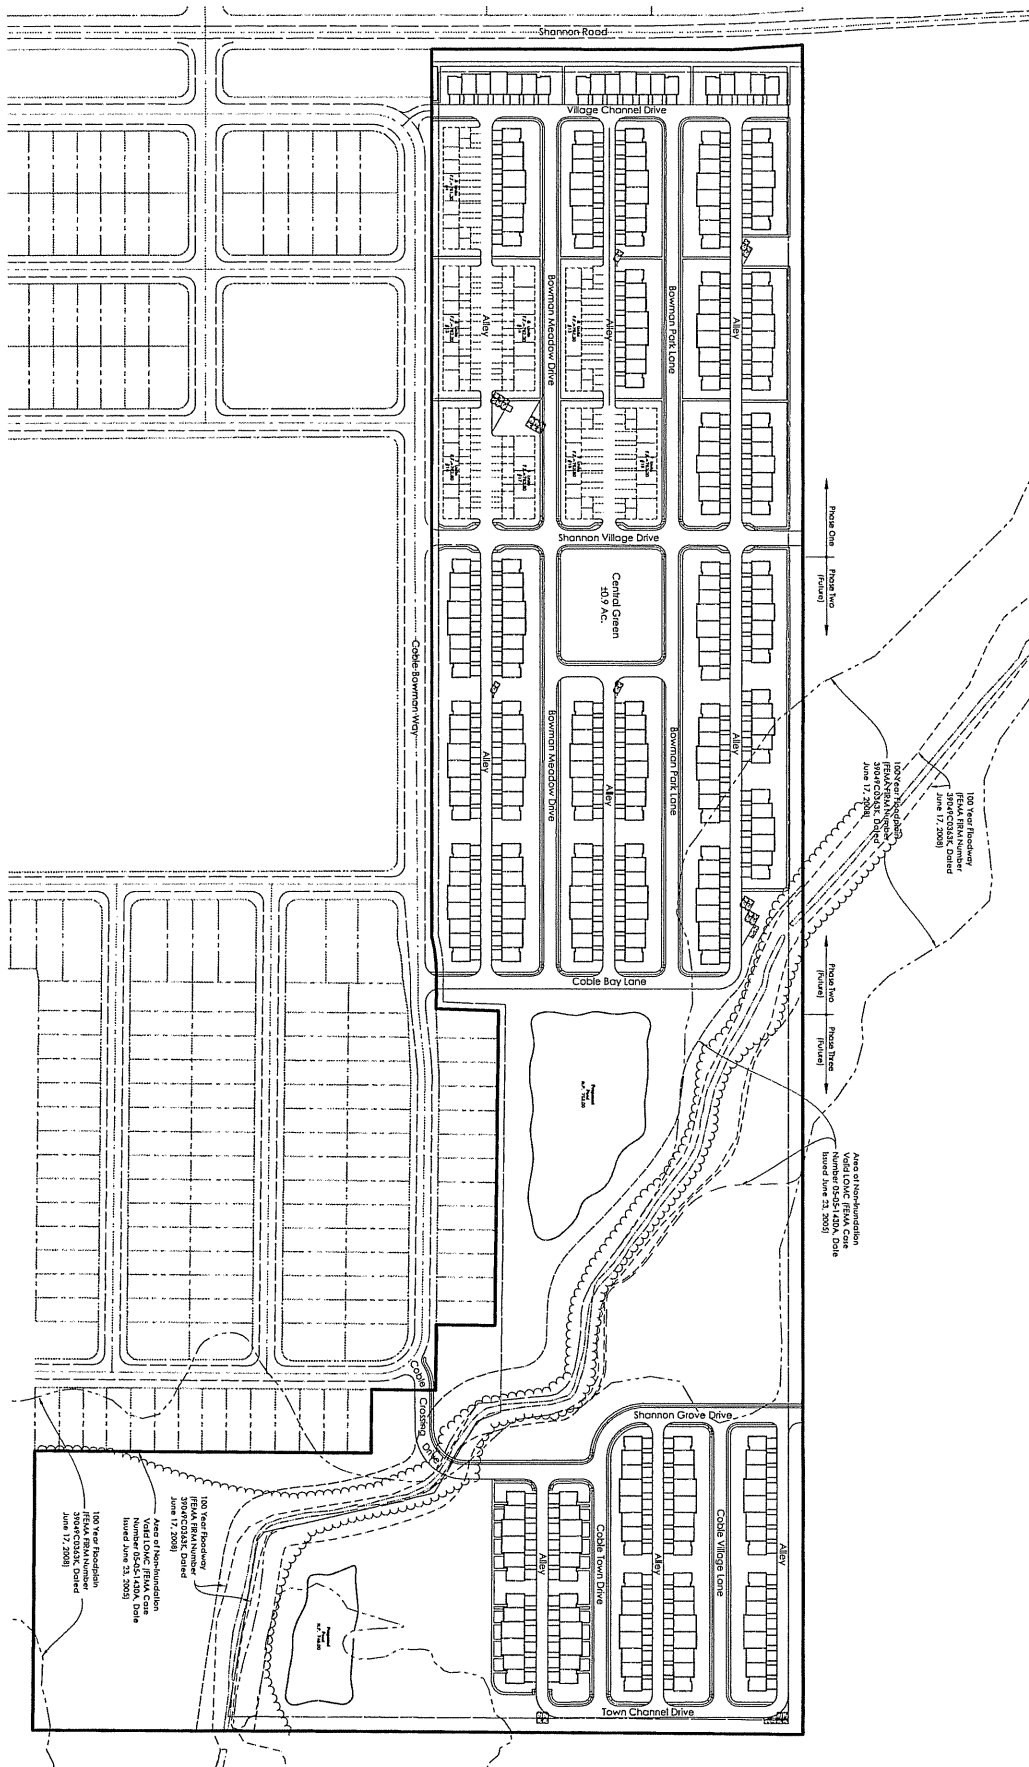 Shannon Road
Village Channel Drive
Bowman Meadow Drive
Bowman Park Lane
Alley
Alley
Alley
Shannon Village Drive
Phase One
Phase Two
(Future)
Central Green
±0.9 Ac.
Coble-Bowman Way
Bowman Meadow Drive
Bowman Park Lane
Alley
Alley
Alley
100 Year Floodplain
(FEMA FIRM Number
39049C0363K, Dated
June 17, 2008)
100 Year Floodway
(FEMA FIRM Number
39049C0363K, Dated
June 17, 2008)
Coble Bay Lane
Phase Two
(Future)
Phase Three
(Future)
Proposed
Pond
Area of Non-Inundation
Valid LOMC (FEMA Case
Number 05-05-1430A, Date
Issued June 23, 2005)
Coble Crossing Drive
Shannon Grove Drive
Coble Town Drive
Coble Village Lane
Alley
Alley
Alley
100 Year Floodway
(FEMA FIRM Number
39049C0363K, Dated
June 17, 2008)
Area of Non-Inundation
Valid LOMC (FEMA Case
Number 05-05-1430A, Date
Issued June 23, 2005)
100 Year Floodplain
(FEMA FIRM Number
39049C0363K, Dated
June 17, 2008)
Proposed
Pond
Town Channel Drive